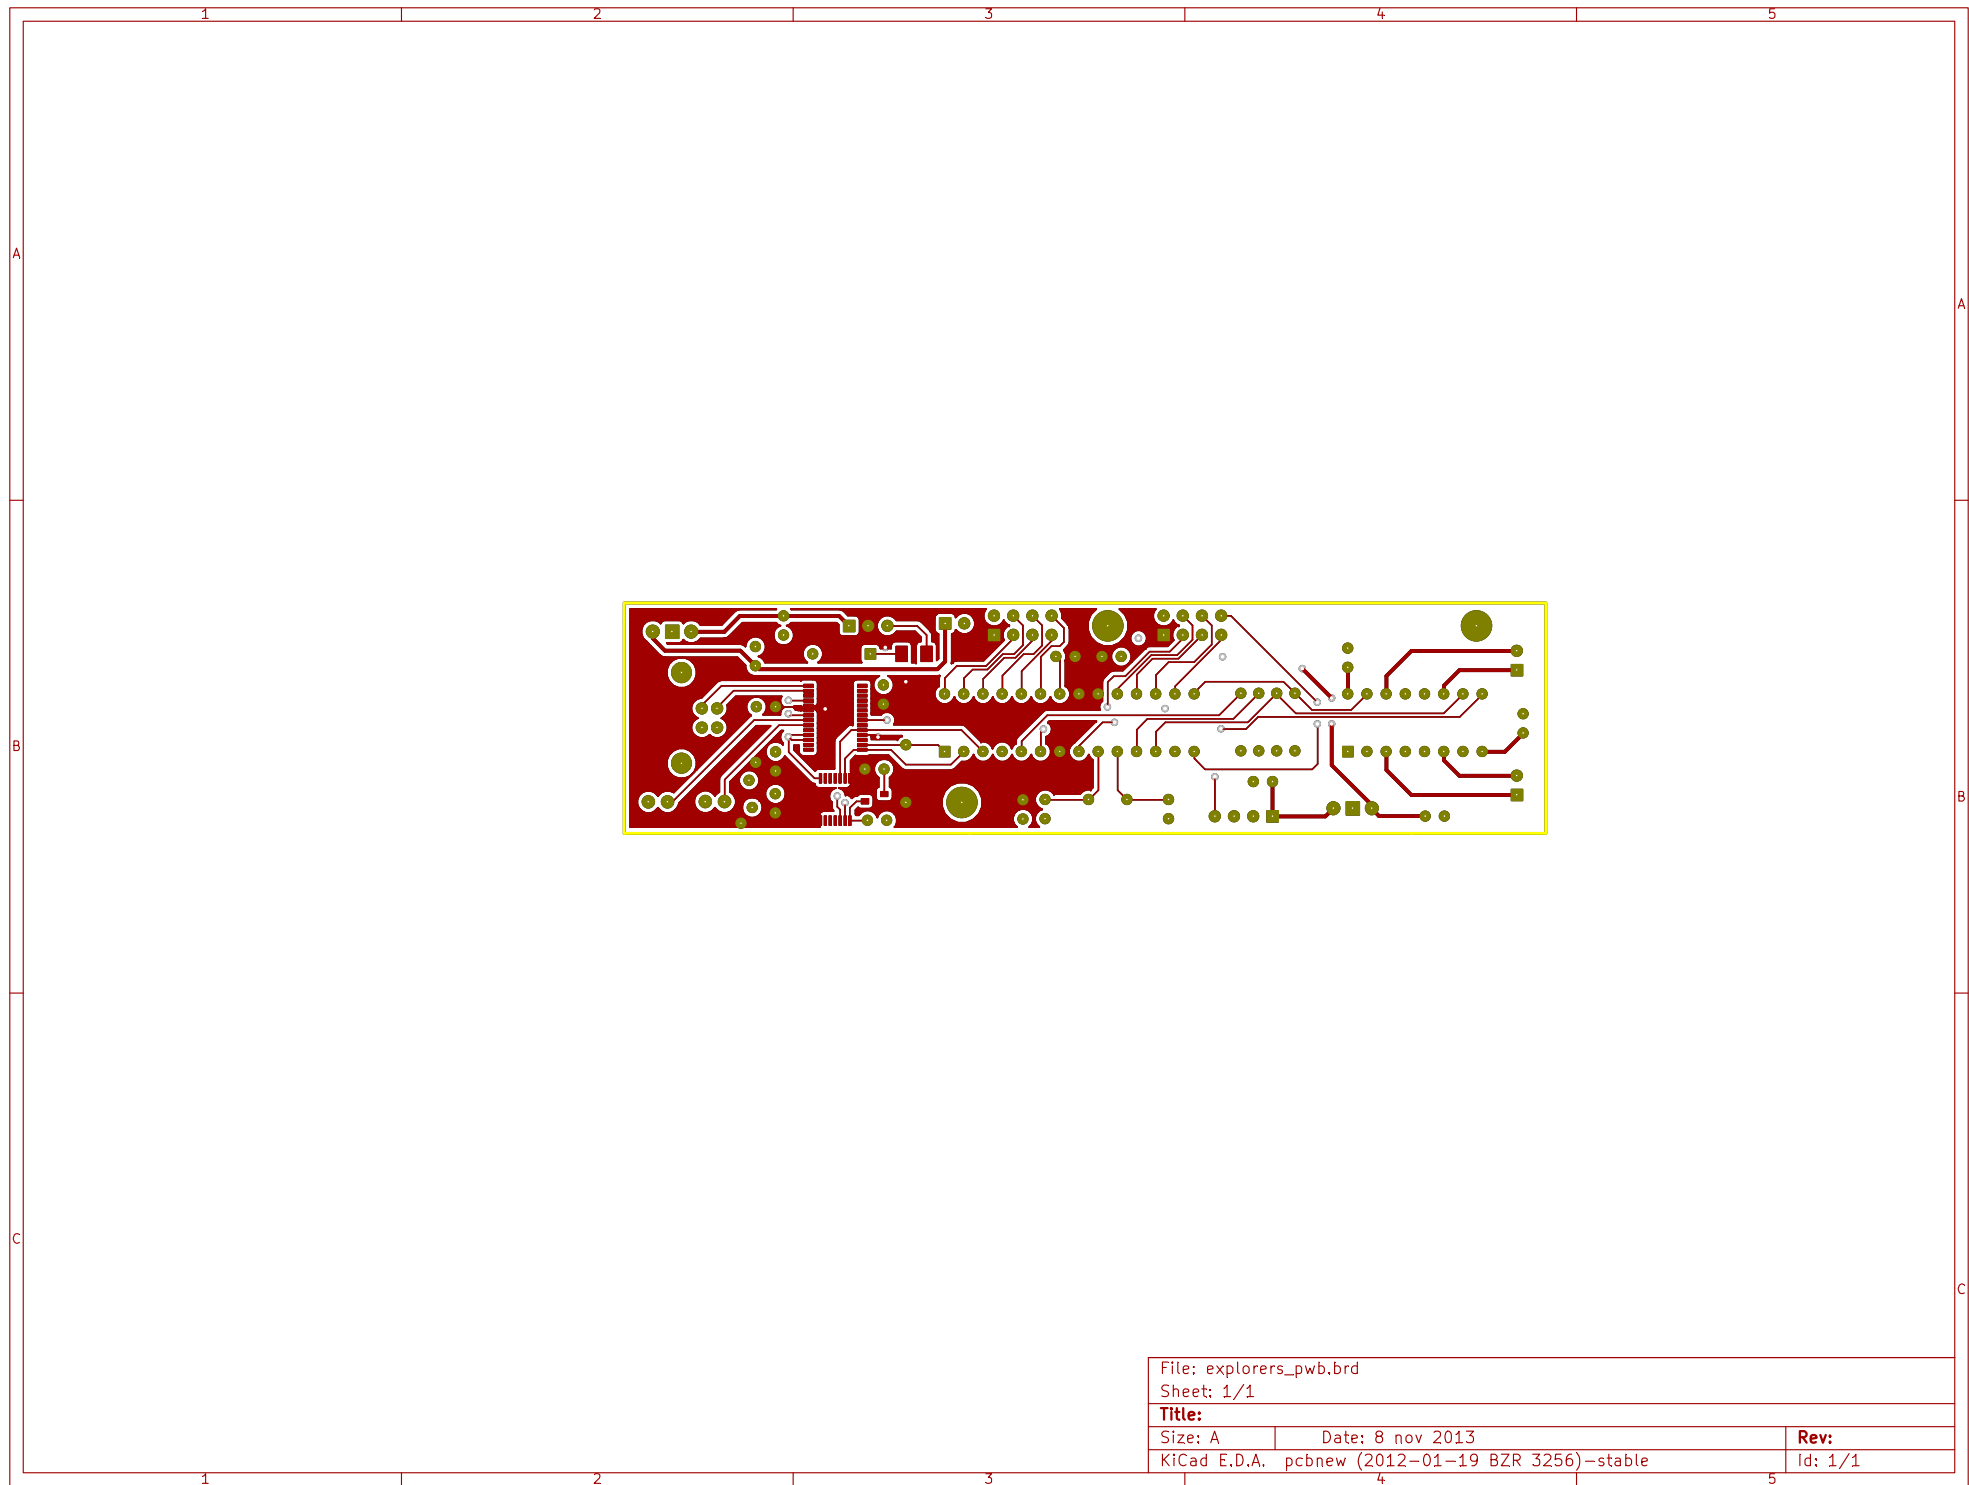 1 2 3 4 5
A A
B B
C C
File: explorers_pwb.brd
Sheet: 1/1
Title:
Size: A Date: 8 nov 2013 Rev:
KiCad E.D.A. pcbnew (2012-01-19 BZR 3256)-stable Id: 1/1
1 2 3 4 5